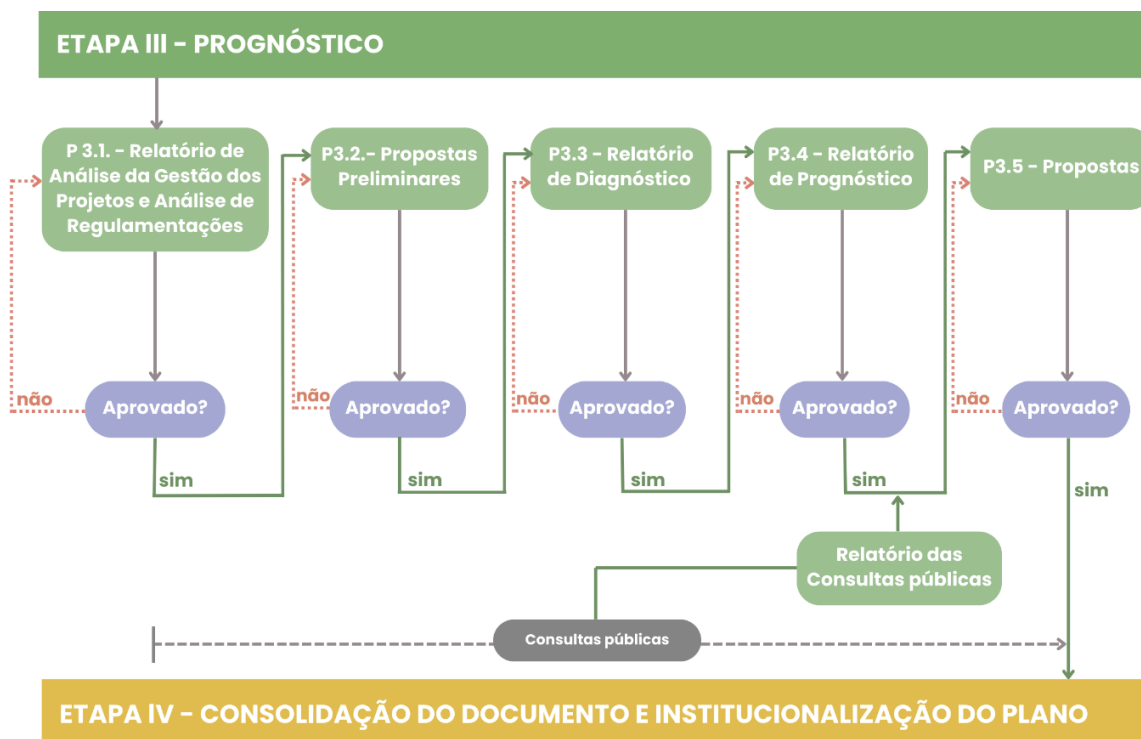 ETAPA III - PROGNÓSTICO
P 3.1. - Relatório de
Análise da Gestão dos
Projetos e Análise de
Regulamentações
P3.2.- Propostas
Preliminares
P3.3 - Relatório
de Diagnóstico
P3.4 - Relatório
de Prognóstico
P3.5 - Propostas
não
Aprovado?
não
Aprovado?
não
Aprovado?
não
Aprovado?
não
Aprovado?
sim
sim
sim
sim
sim
Relatório das
Consultas públicas
Consultas públicas
ETAPA IV - CONSOLIDAÇÃO DO DOCUMENTO E INSTITUCIONALIZAÇÃO DO PLANO